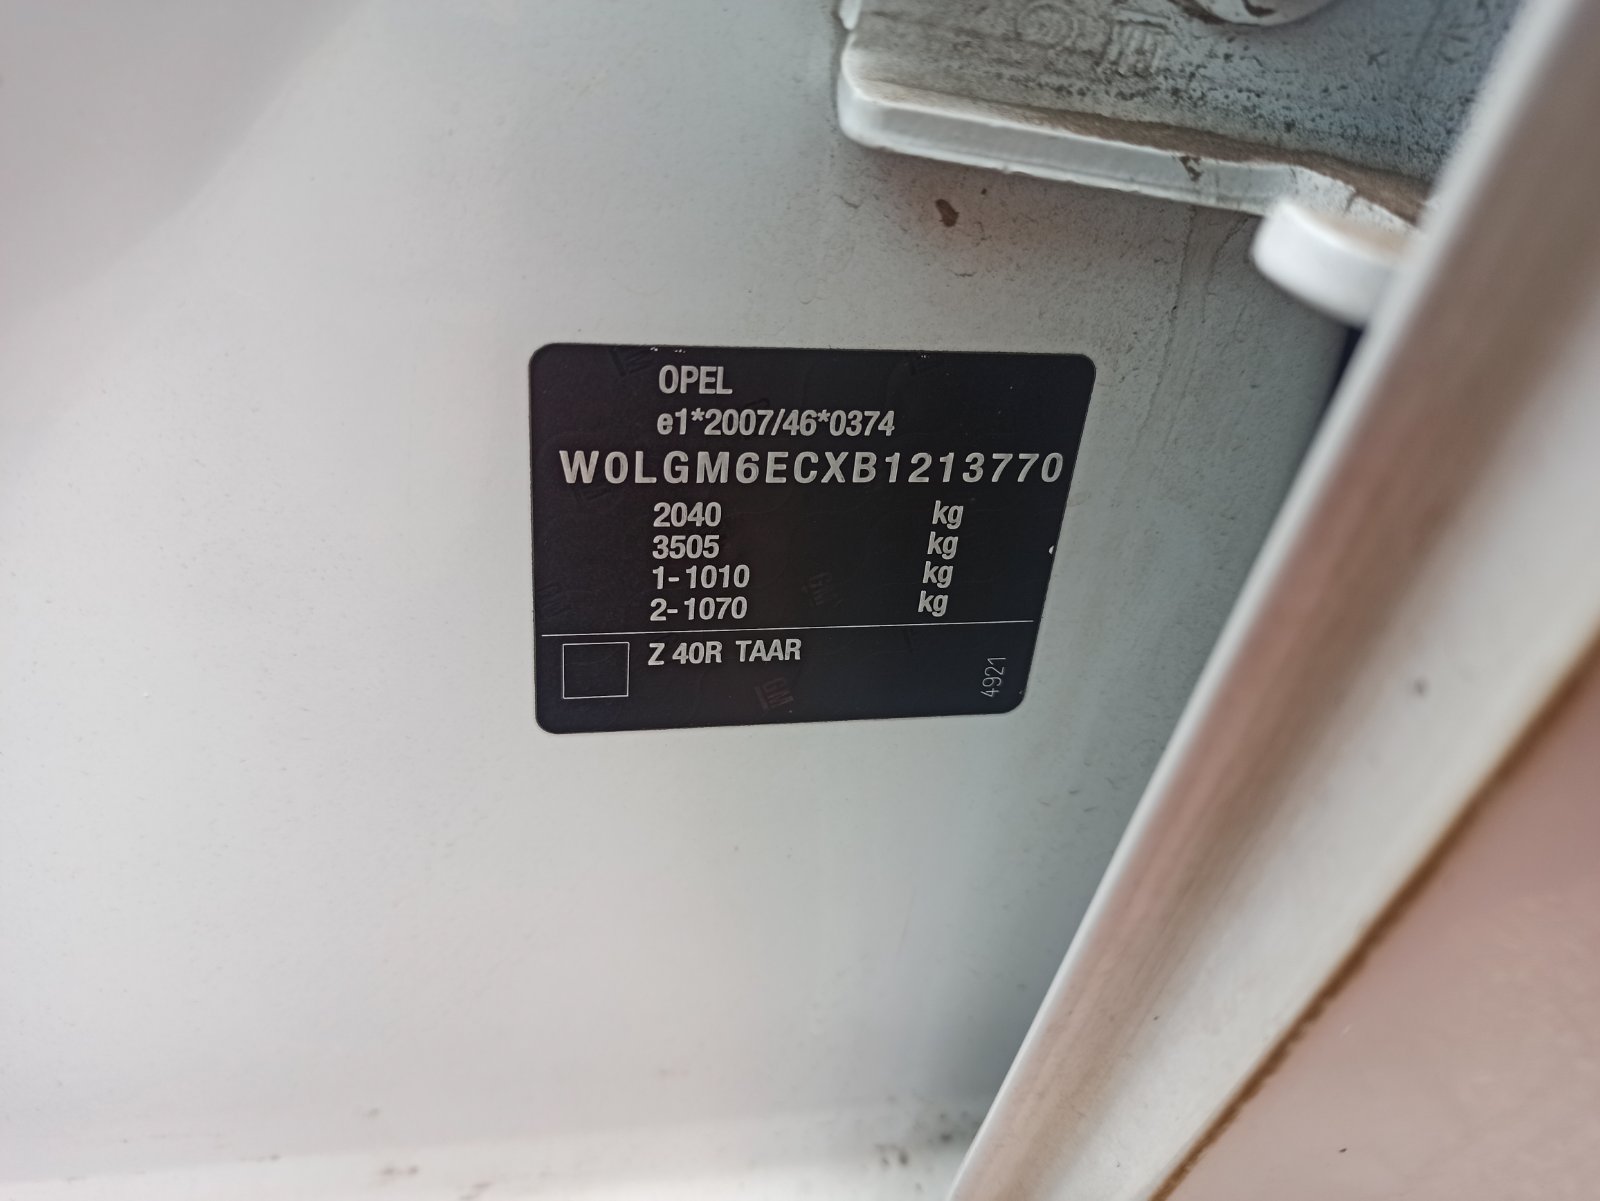 OPEL
e1*2007/46*0374
W0LGM6ECXB1213770
2040 kg
3505 kg
1-1010 kg
2-1070 kg
Z 40R TAAR
4921
GM